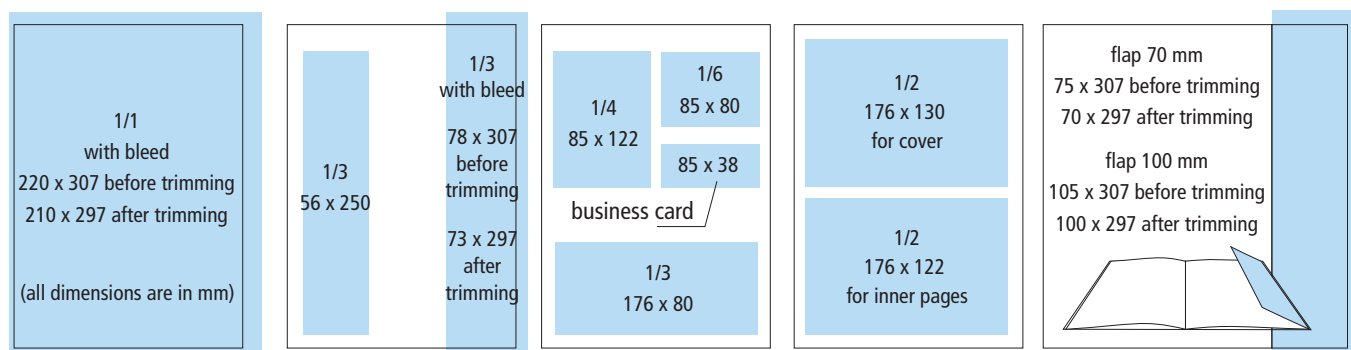 1/1
with bleed
220 x 307 before trimming
210 x 297 after trimming
(all dimensions are in mm)
1/3
56 x 250
1/3
with bleed
78 x 307
before
trimming
73 x 297
after
trimming
1/4
85 x 122
1/6
85 x 80
85 x 38
business card
1/3
176 x 80
1/2
176 x 130
for cover
1/2
176 x 122
for inner pages
flap 70 mm
75 x 307 before trimming
70 x 297 after trimming
flap 100 mm
105 x 307 before trimming
100 x 297 after trimming